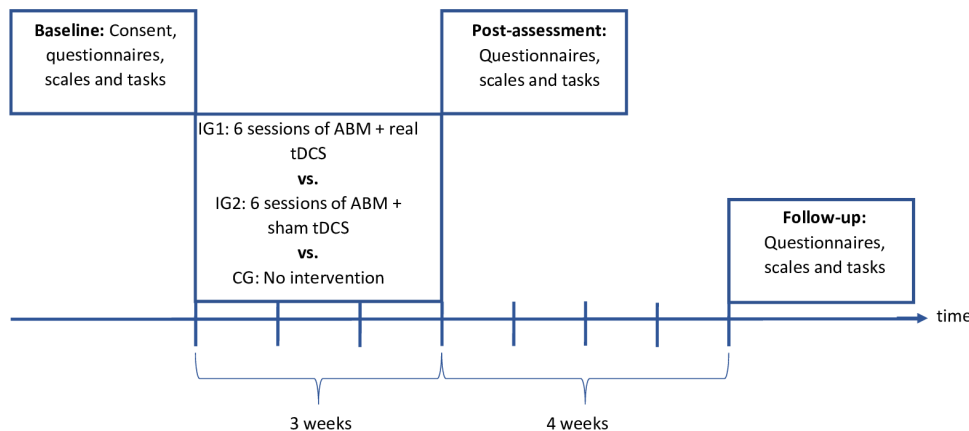 Baseline: Consent,
questionnaires,
scales and tasks
Post-assessment:
Questionnaires,
scales and tasks
IG1: 6 sessions of ABM + real
tDCS
vs.
IG2: 6 sessions of ABM +
sham tDCS
vs.
CG: No intervention
Follow-up:
Questionnaires,
scales and tasks
time
3 weeks
4 weeks